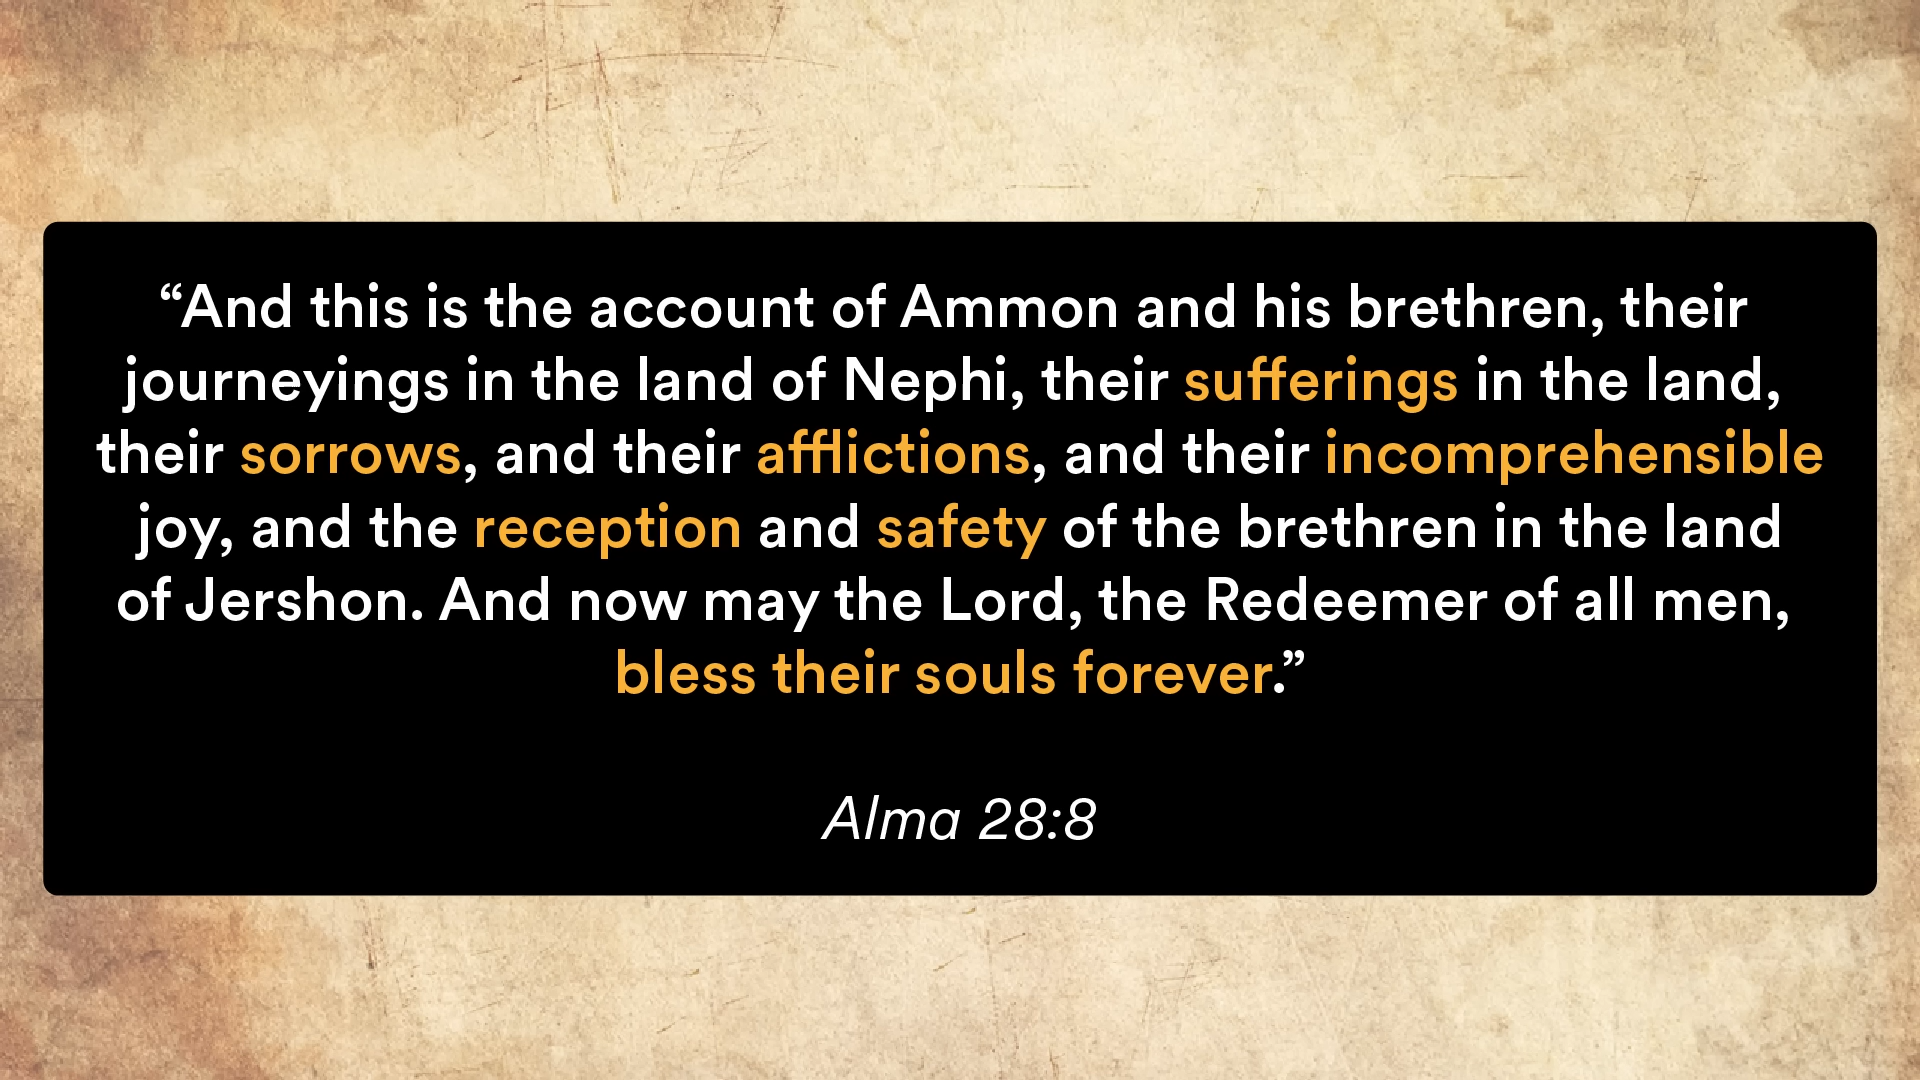 “And this is the account of Ammon and his brethren, their
journeyings in the land of Nephi, their sufferings in the land,
their sorrows, and their afflictions, and their incomprehensible
joy, and the reception and safety of the brethren in the land
of Jershon. And now may the Lord, the Redeemer of all men,
bless their souls forever.”
Alma 28:8